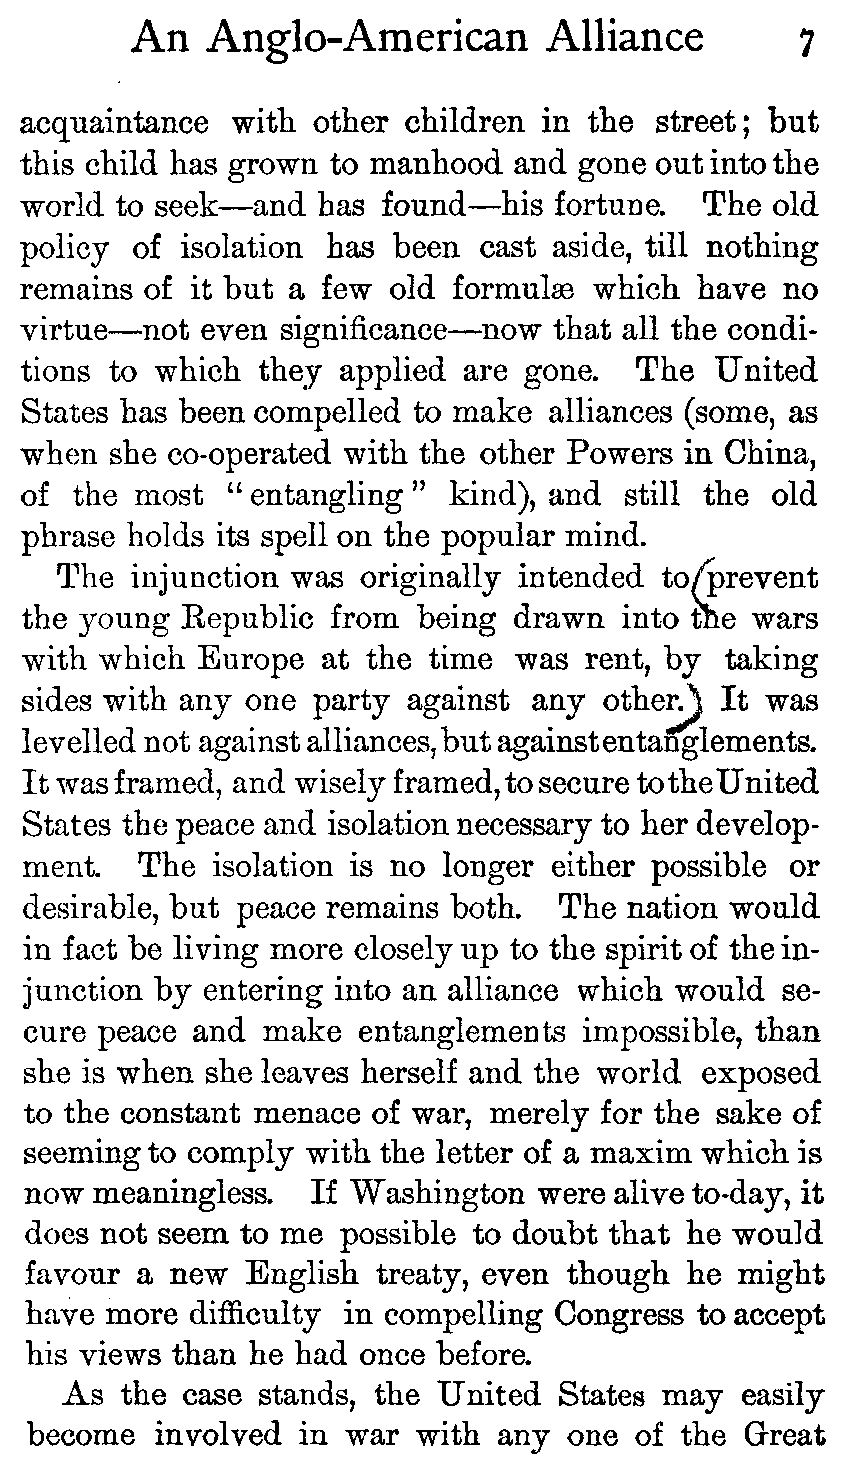 An Anglo-American Alliance 7
acquaintance with other children in the street; but
this child has grown to manhood and gone out into the
world to seek—and has found—his fortune. The old
policy of isolation has been cast aside, till nothing
remains of it but a few old formulæ which have no
virtue—not even significance—now that all the condi-
tions to which they applied are gone. The United
States has been compelled to make alliances (some, as
when she co-operated with the other Powers in China,
of the most "entangling" kind), and still the old
phrase holds its spell on the popular mind.
The injunction was originally intended to (prevent
the young Republic from being drawn into the wars
with which Europe at the time was rent, by taking
sides with any one party against any other.) It was
levelled not against alliances, but against entanglements.
It was framed, and wisely framed, to secure to the United
States the peace and isolation necessary to her develop-
ment. The isolation is no longer either possible or
desirable, but peace remains both. The nation would
in fact be living more closely up to the spirit of the in-
junction by entering into an alliance which would se-
cure peace and make entanglements impossible, than
she is when she leaves herself and the world exposed
to the constant menace of war, merely for the sake of
seeming to comply with the letter of a maxim which is
now meaningless. If Washington were alive to-day, it
does not seem to me possible to doubt that he would
favour a new English treaty, even though he might
have more difficulty in compelling Congress to accept
his views than he had once before.
As the case stands, the United States may easily
become involved in war with any one of the Great